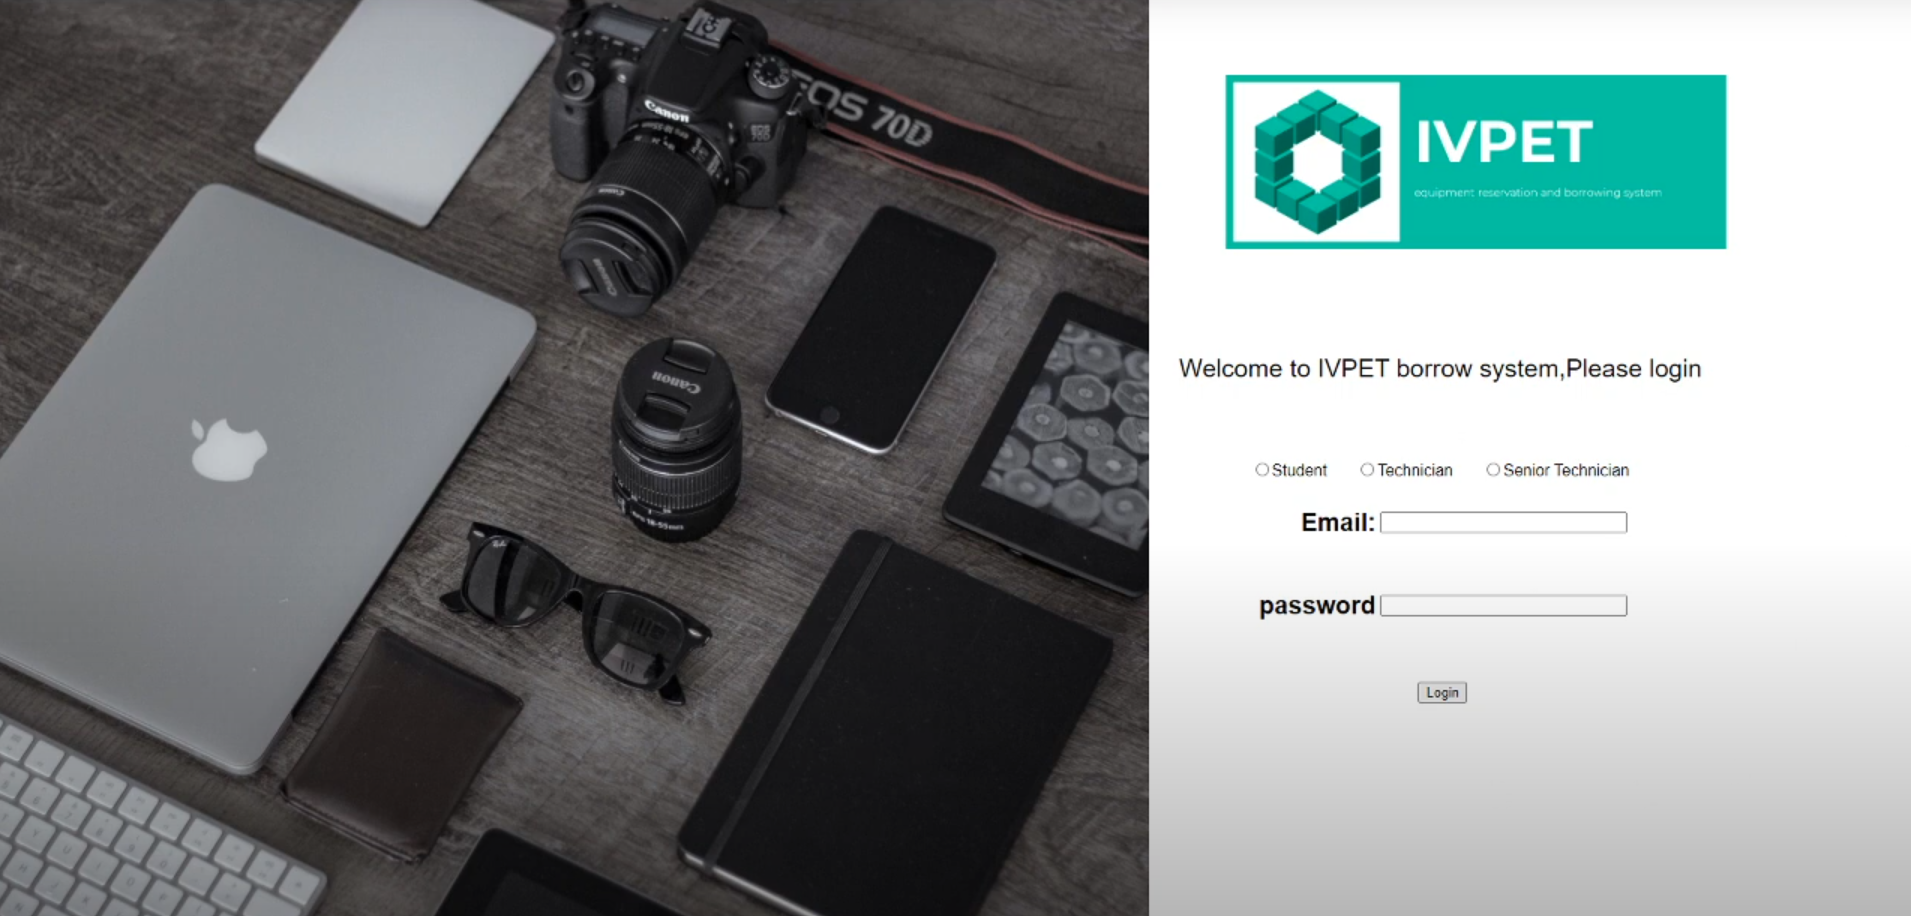 Canon
EOS 70D
Canon
IVPET
equipment reservation and borrowing system
Welcome to IVPET borrow system,Please login
Student
Technician
Senior Technician
Email:
password
Login